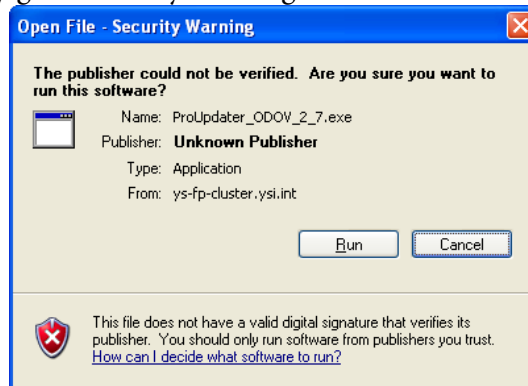 Open File - Security Warning
The publisher could not be verified. Are you sure you want to
run this software?
Name: ProUpdater_ODOV_2_7.exe
Publisher: Unknown Publisher
Type: Application
From: ys-fp-cluster.ysi.int
Run Cancel
This file does not have a valid digital signature that verifies its
publisher. You should only run software from publishers you trust.
How can I decide what software to run?